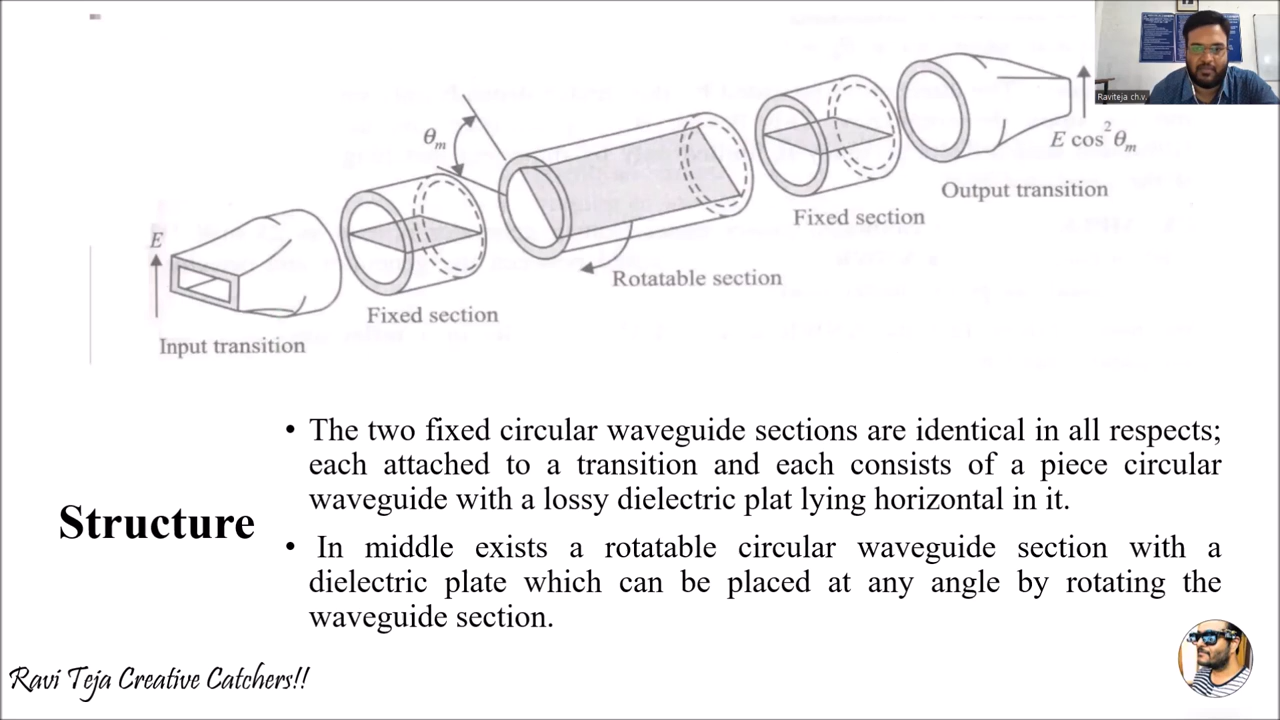 Raviteja ch.v.
E cos²θm
Output transition
θm
Fixed section
E
Rotatable section
Fixed section
Input transition
• The two fixed circular waveguide sections are identical in all respects;
each attached to a transition and each consists of a piece circular
waveguide with a lossy dielectric plat lying horizontal in it.
Structure
• In middle exists a rotatable circular waveguide section with a
dielectric plate which can be placed at any angle by rotating the
waveguide section.
Ravi Teja Creative Catchers!!